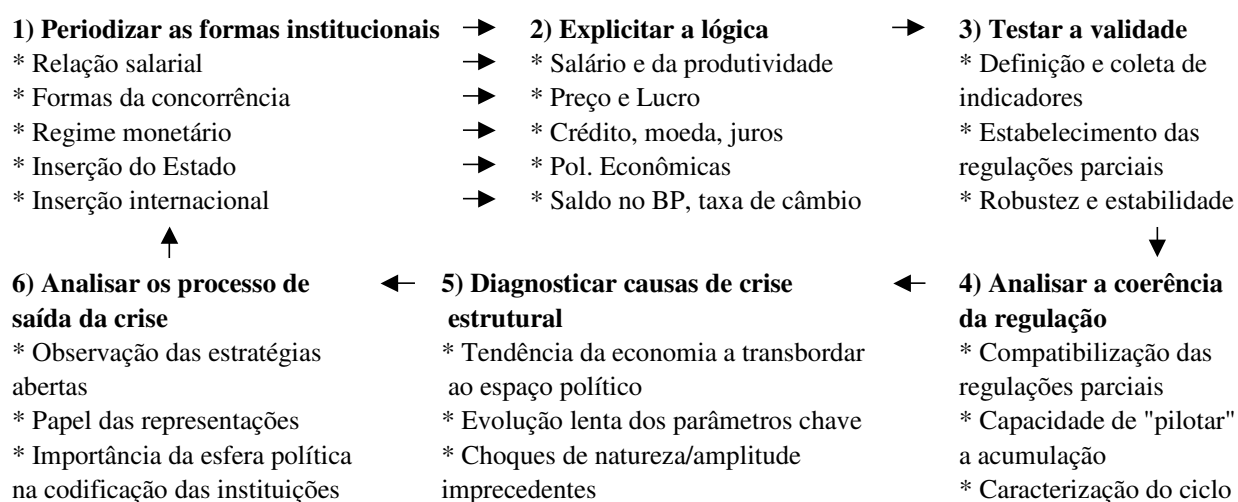 1) Periodizar as formas institucionais → 2) Explicitar a lógica → 3) Testar a validade
* Relação salarial → * Salário e da produtividade * Definição e coleta de
* Formas da concorrência → * Preço e Lucro indicadores
* Regime monetário → * Crédito, moeda, juros * Estabelecimento das
* Inserção do Estado → * Pol. Econômicas regulações parciais
* Inserção internacional → * Saldo no BP, taxa de câmbio * Robustez e estabilidade
6) Analisar os processo de ← 5) Diagnosticar causas de crise ← 4) Analisar a coerência
saída da crise estrutural da regulação
* Observação das estratégias * Tendência da economia a transbordar * Compatibilização das
abertas ao espaço político regulações parciais
* Papel das representações * Evolução lenta dos parâmetros chave * Capacidade de "pilotar"
* Importância da esfera política * Choques de natureza/amplitude a acumulação
na codificação das instituições imprecedentes * Caracterização do ciclo